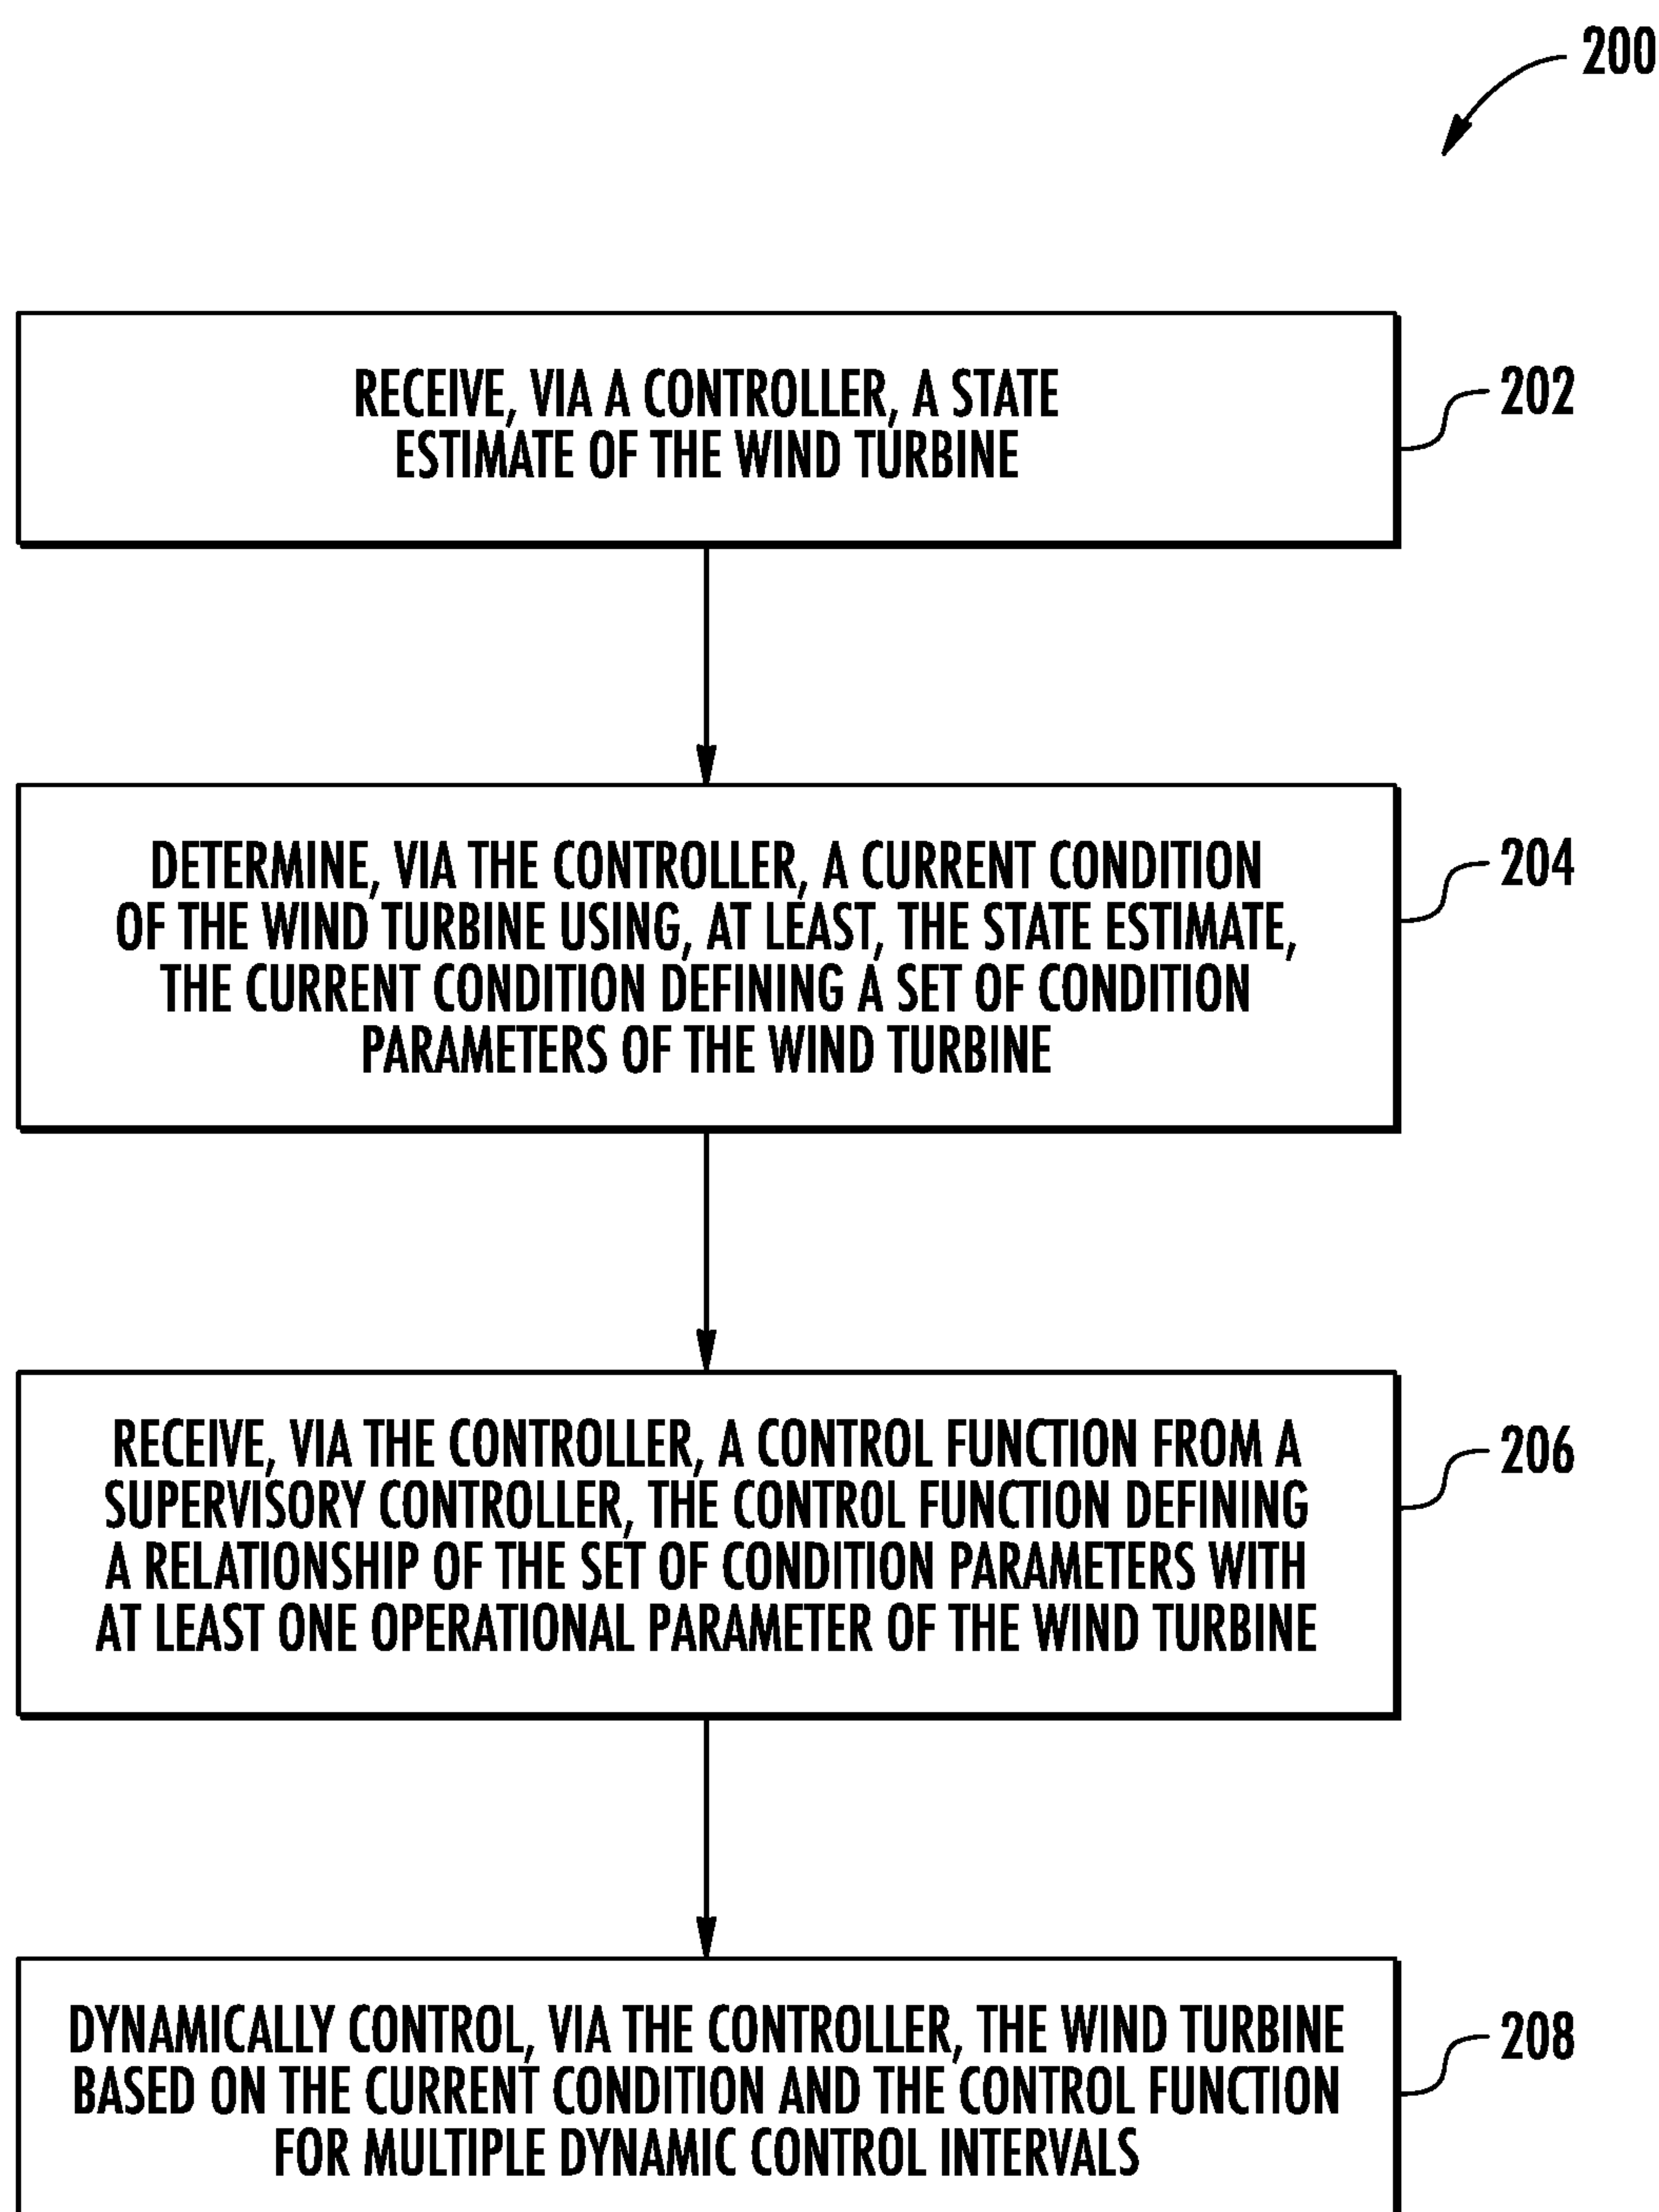 200
RECEIVE, VIA A CONTROLLER, A STATE
ESTIMATE OF THE WIND TURBINE
202
DETERMINE, VIA THE CONTROLLER, A CURRENT CONDITION
OF THE WIND TURBINE USING, AT LEAST, THE STATE ESTIMATE,
THE CURRENT CONDITION DEFINING A SET OF CONDITION
PARAMETERS OF THE WIND TURBINE
204
RECEIVE, VIA THE CONTROLLER, A CONTROL FUNCTION FROM A
SUPERVISORY CONTROLLER, THE CONTROL FUNCTION DEFINING
A RELATIONSHIP OF THE SET OF CONDITION PARAMETERS WITH
AT LEAST ONE OPERATIONAL PARAMETER OF THE WIND TURBINE
206
DYNAMICALLY CONTROL, VIA THE CONTROLLER, THE WIND TURBINE
BASED ON THE CURRENT CONDITION AND THE CONTROL FUNCTION
FOR MULTIPLE DYNAMIC CONTROL INTERVALS
208